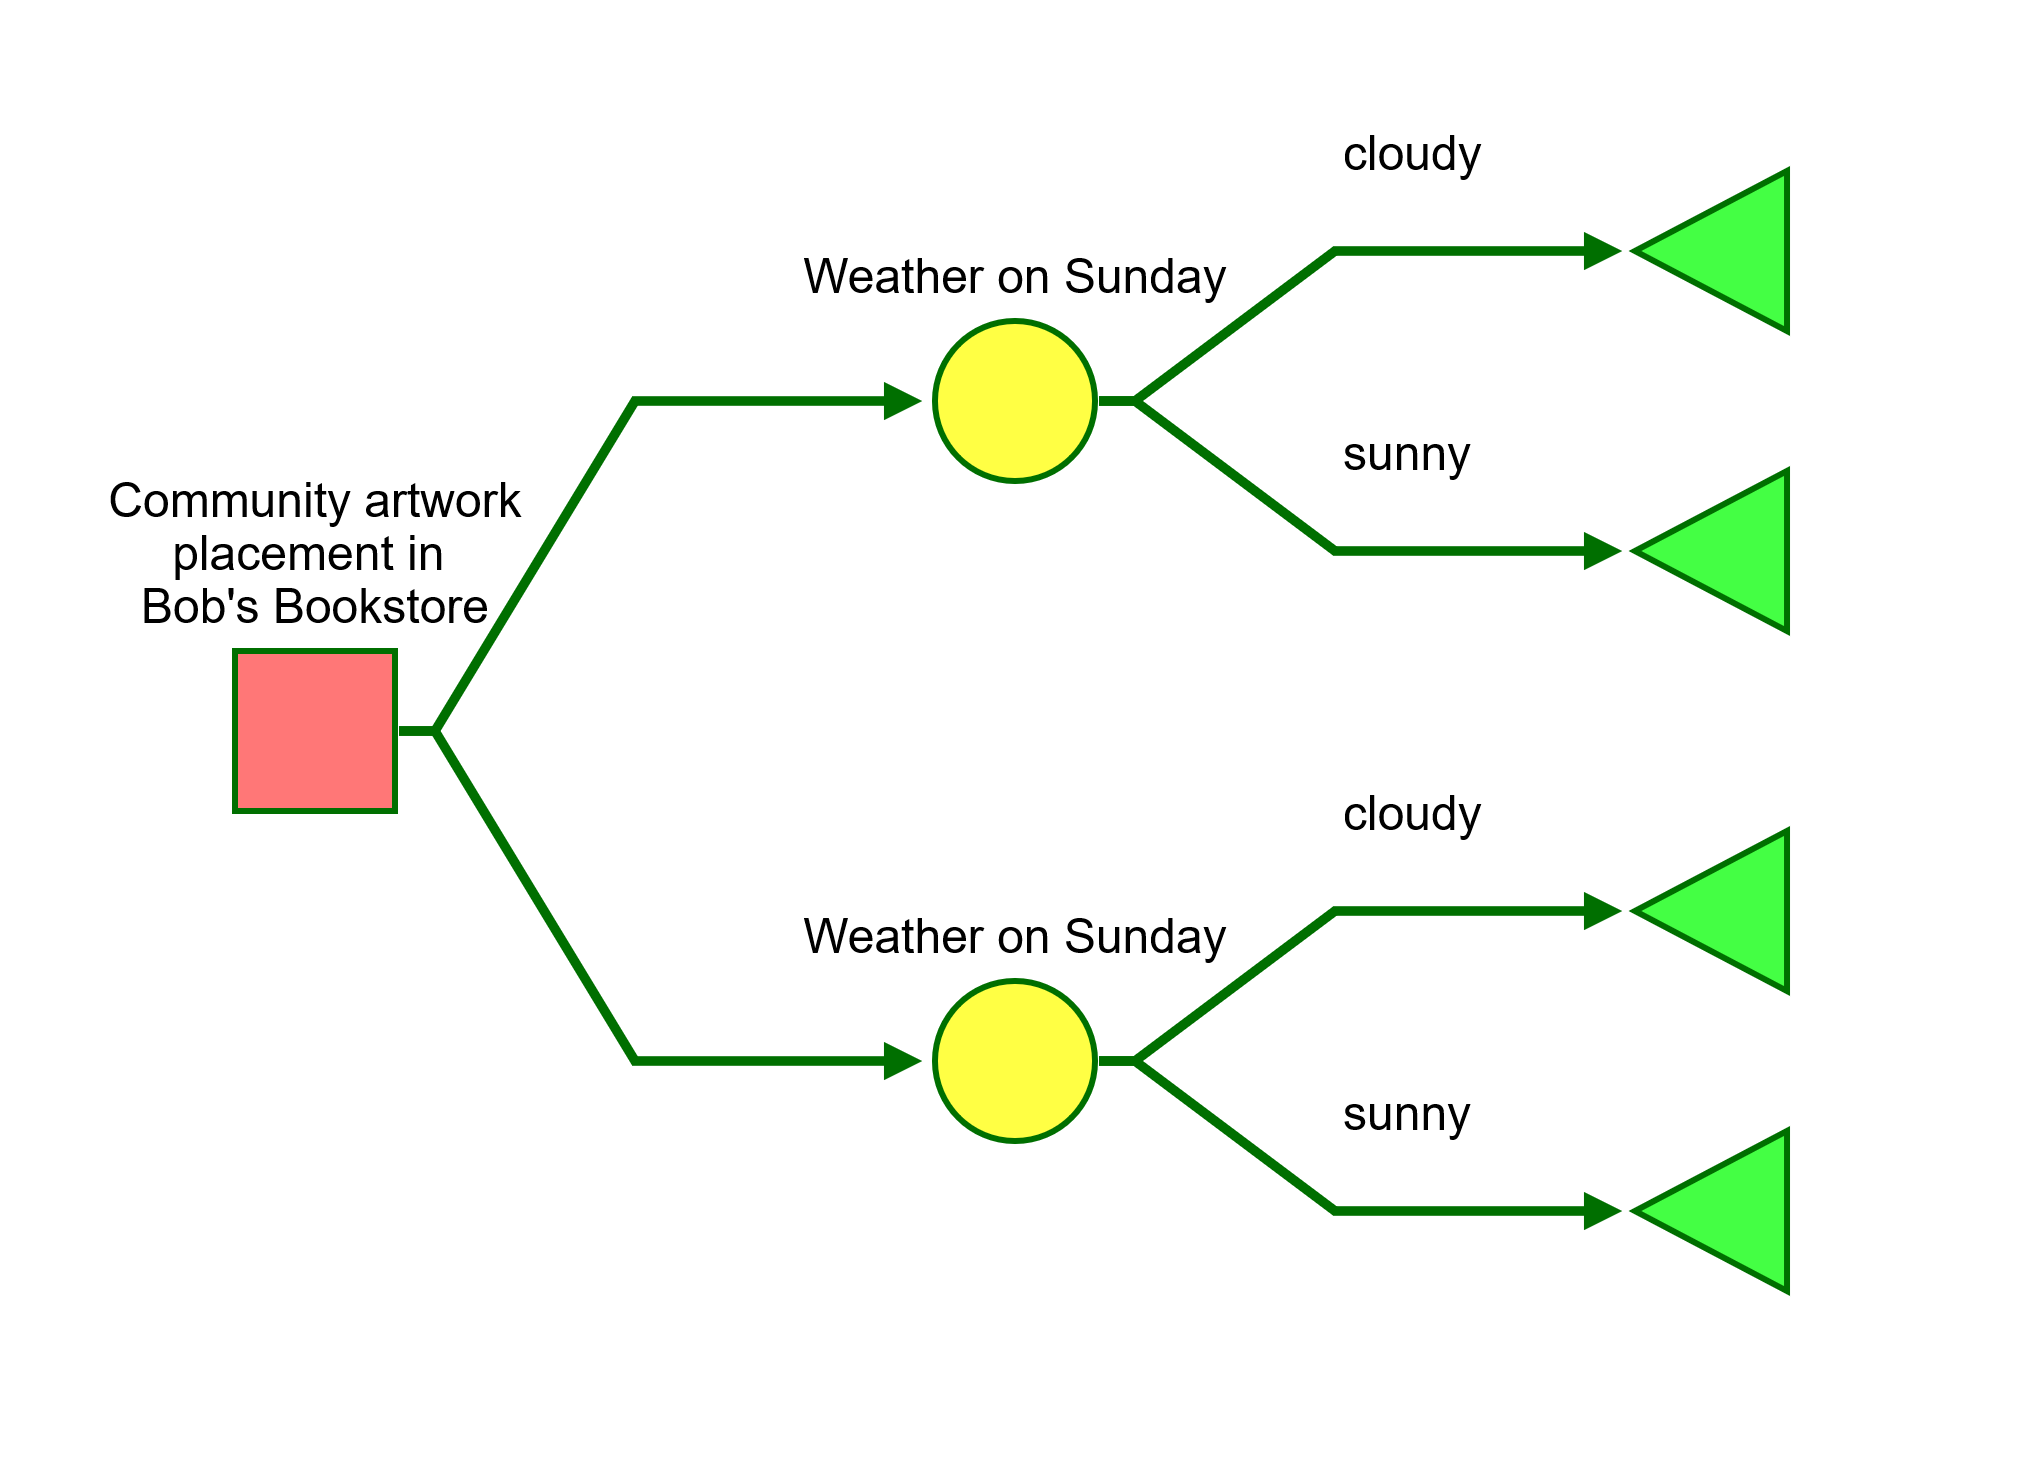 cloudy
Weather on Sunday
sunny
Community artwork
placement in
Bob's Bookstore
cloudy
Weather on Sunday
sunny